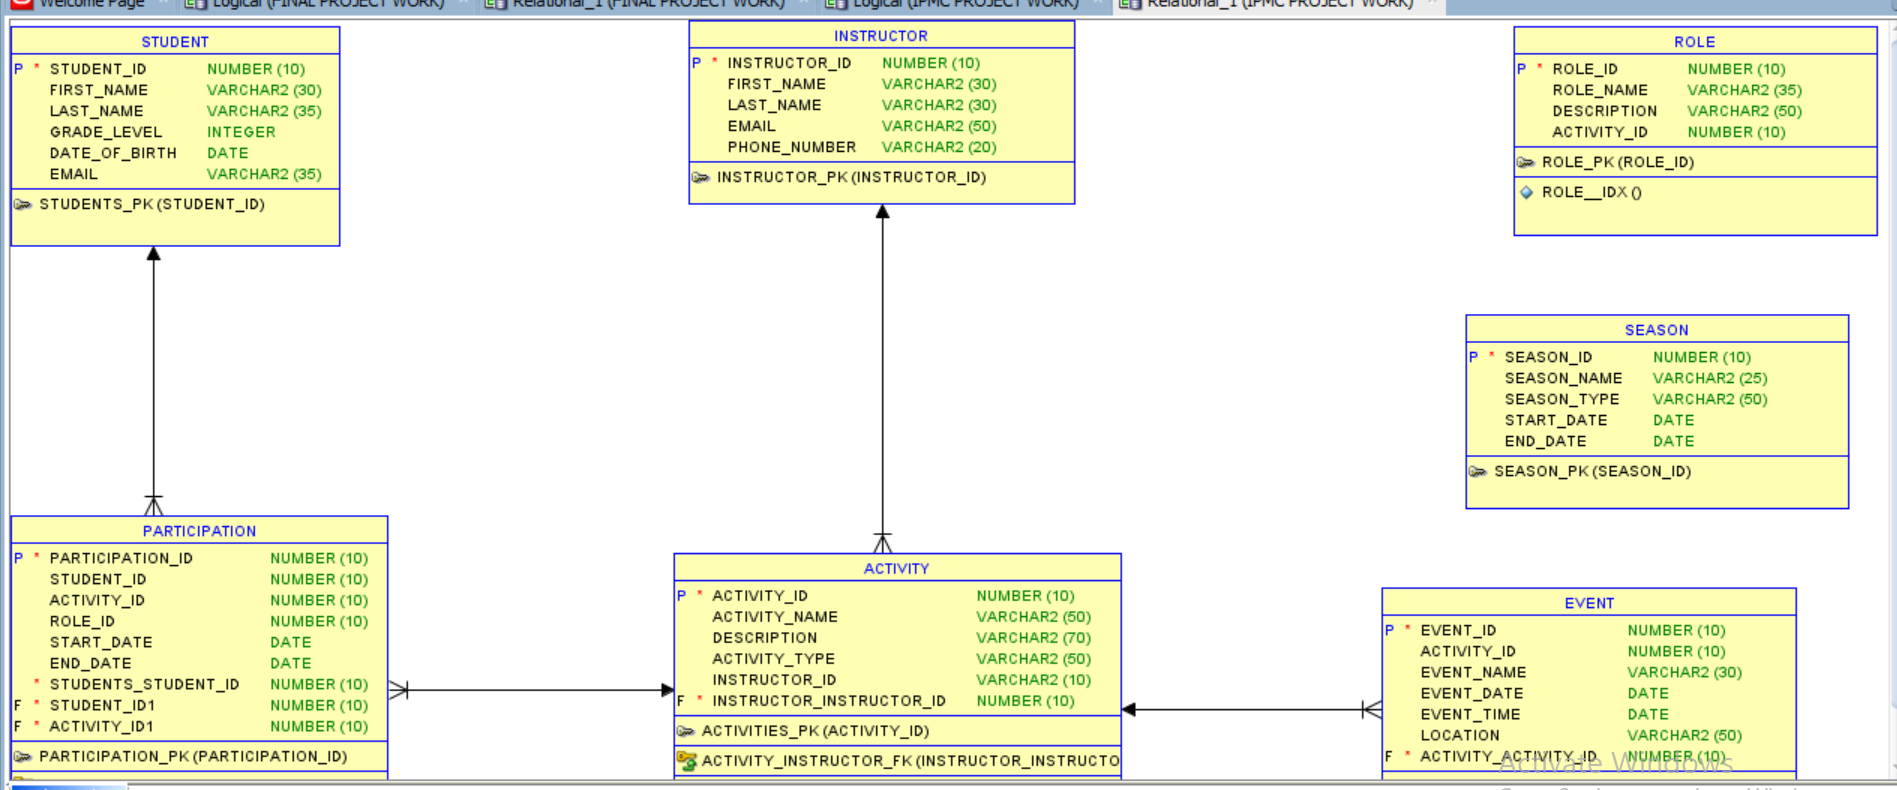 Welcome Page
Logical (FINAL PROJECT WORK)
Relational_1 (FINAL PROJECT WORK)
Logical (IPMC PROJECT WORK)
Relational_1 (IPMC PROJECT WORK)
STUDENT
P * STUDENT_ID NUMBER (10)
FIRST_NAME VARCHAR2 (30)
LAST_NAME VARCHAR2 (35)
GRADE_LEVEL INTEGER
DATE_OF_BIRTH DATE
EMAIL VARCHAR2 (35)
STUDENTS_PK (STUDENT_ID)
INSTRUCTOR
P * INSTRUCTOR_ID NUMBER (10)
FIRST_NAME VARCHAR2 (30)
LAST_NAME VARCHAR2 (30)
EMAIL VARCHAR2 (50)
PHONE_NUMBER VARCHAR2 (20)
INSTRUCTOR_PK (INSTRUCTOR_ID)
ROLE
P * ROLE_ID NUMBER (10)
ROLE_NAME VARCHAR2 (35)
DESCRIPTION VARCHAR2 (50)
ACTIVITY_ID NUMBER (10)
ROLE_PK (ROLE_ID)
ROLE__IDX ()
SEASON
P * SEASON_ID NUMBER (10)
SEASON_NAME VARCHAR2 (25)
SEASON_TYPE VARCHAR2 (50)
START_DATE DATE
END_DATE DATE
SEASON_PK (SEASON_ID)
PARTICIPATION
P * PARTICIPATION_ID NUMBER (10)
STUDENT_ID NUMBER (10)
ACTIVITY_ID NUMBER (10)
ROLE_ID NUMBER (10)
START_DATE DATE
END_DATE DATE
* STUDENTS_STUDENT_ID NUMBER (10)
F * STUDENT_ID1 NUMBER (10)
F * ACTIVITY_ID1 NUMBER (10)
PARTICIPATION_PK (PARTICIPATION_ID)
ACTIVITY
P * ACTIVITY_ID NUMBER (10)
ACTIVITY_NAME VARCHAR2 (50)
DESCRIPTION VARCHAR2 (70)
ACTIVITY_TYPE VARCHAR2 (50)
INSTRUCTOR_ID VARCHAR2 (10)
F * INSTRUCTOR_INSTRUCTOR_ID NUMBER (10)
ACTIVITIES_PK (ACTIVITY_ID)
ACTIVITY_INSTRUCTOR_FK (INSTRUCTOR_INSTRUCTO
EVENT
P * EVENT_ID NUMBER (10)
ACTIVITY_ID NUMBER (10)
EVENT_NAME VARCHAR2 (30)
EVENT_DATE DATE
EVENT_TIME DATE
LOCATION VARCHAR2 (50)
F * ACTIVITY_ACTIVITY_ID NUMBER (10)
Activate Windows